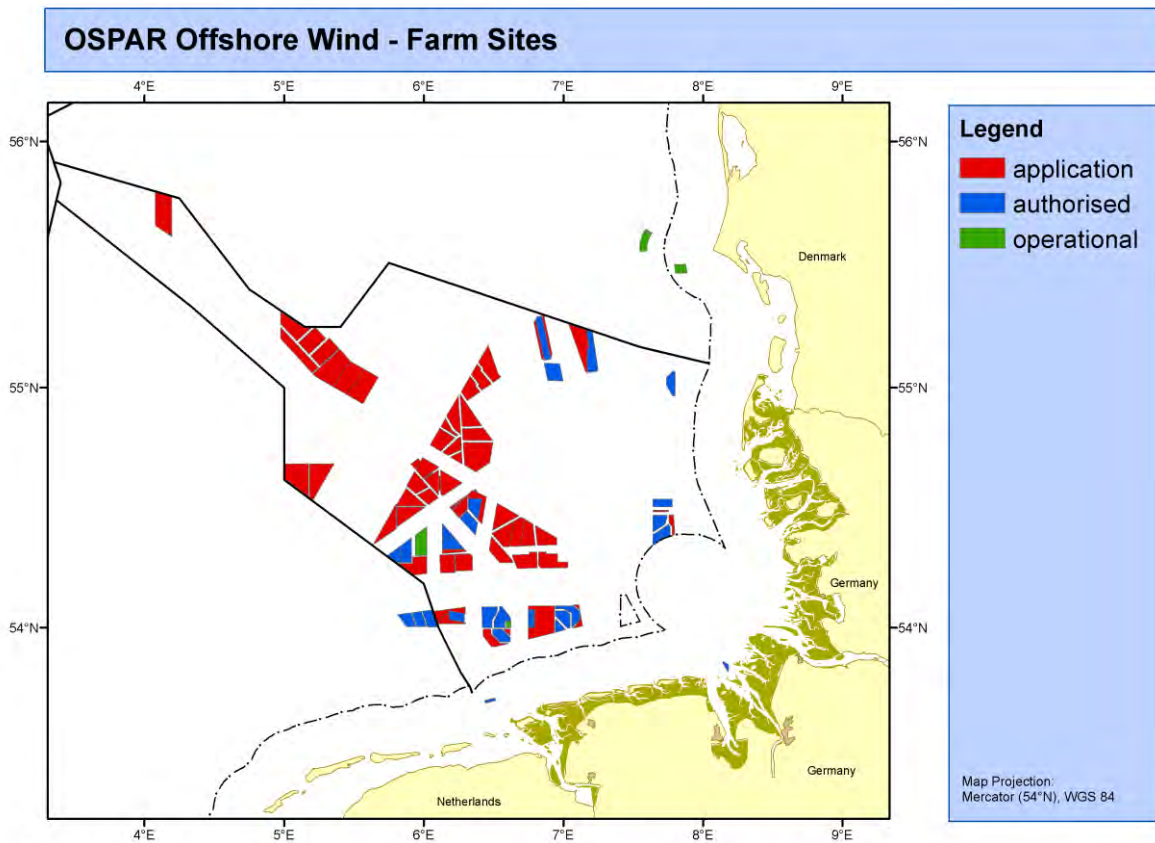 OSPAR Offshore Wind - Farm Sites
4°E 5°E 6°E 7°E 8°E 9°E
56°N 56°N
55°N 55°N
54°N 54°N
Denmark
Germany
Germany
Netherlands
4°E 5°E 6°E 7°E 8°E 9°E
Legend
application
authorised
operational
Map Projection:
Mercator (54°N), WGS 84